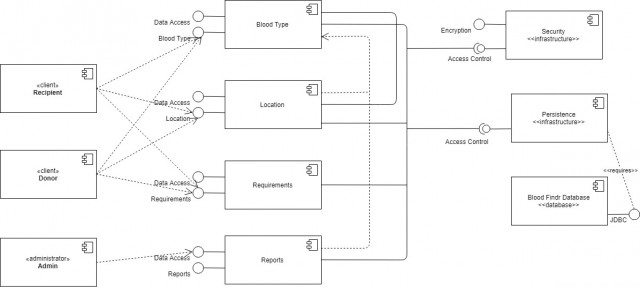 Data Access
Blood Type
Blood Type
Encryption
Security
<<infrastructure>>
Access Control
«client»
Recipient
Data Access
Location
Location
Persistence
<<infrastructure>>
Access Control
«client»
Donor
Data Access
Requirements
Requirements
<<requires>>
Blood Findr Database
<<database>>
JDBC
«administrator»
Admin
Data Access
Reports
Reports